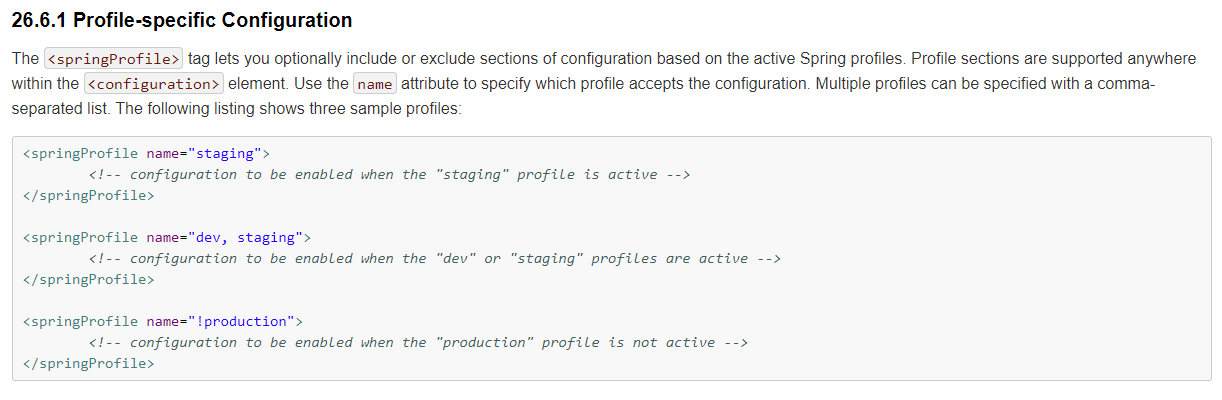 26.6.1 Profile-specific Configuration
The <springProfile> tag lets you optionally include or exclude sections of configuration based on the active Spring profiles. Profile sections are supported anywhere
within the <configuration> element. Use the name attribute to specify which profile accepts the configuration. Multiple profiles can be specified with a comma-
separated list. The following listing shows three sample profiles:
<springProfile name="staging">
        <!-- configuration to be enabled when the "staging" profile is active -->
</springProfile>
<springProfile name="dev, staging">
        <!-- configuration to be enabled when the "dev" or "staging" profiles are active -->
</springProfile>
<springProfile name="!production">
        <!-- configuration to be enabled when the "production" profile is not active -->
</springProfile>